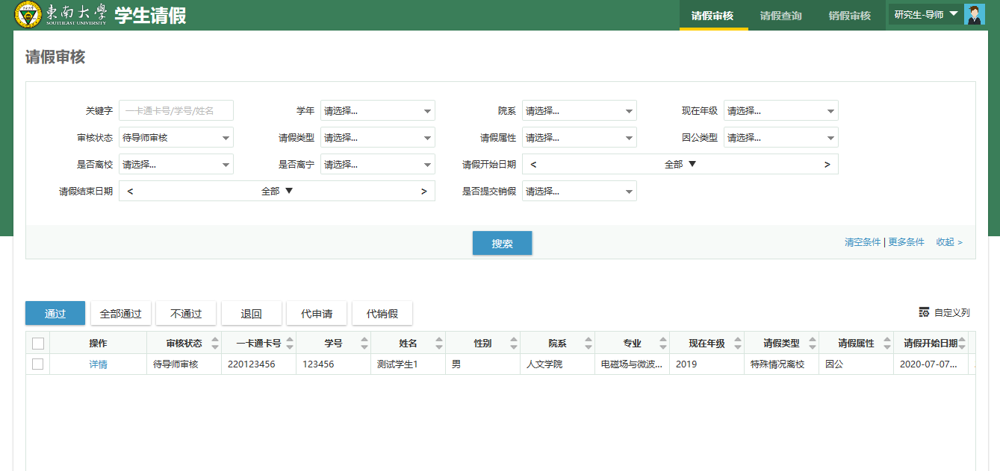 東南大學 学生请假 请假审核 请假查询 销假审核 研究生-导师
SOUTHEAST UNIVERSITY
请假审核
关键字 一卡通卡号/学号/姓名 学年 请选择... 院系 请选择... 现在年级 请选择...
审核状态 待导师审核 请假类型 请选择... 请假属性 请选择... 因公类型 请选择...
是否离校 请选择... 是否离宁 请选择... 请假开始日期 < 全部 ▼ >
请假结束日期 < 全部 ▼ > 是否提交销假 请选择...
搜索 清空条件 | 更多条件 收起 >
通过 全部通过 不通过 退回 代申请 代销假 自定义列
操作 审核状态 一卡通卡号 学号 姓名 性别 院系 专业 现在年级 请假类型 请假属性 请假开始日期
详情 待导师审核 220123456 123456 测试学生1 男 人文学院 电磁场与微波... 2019 特殊情况离校 因公 2020-07-07...